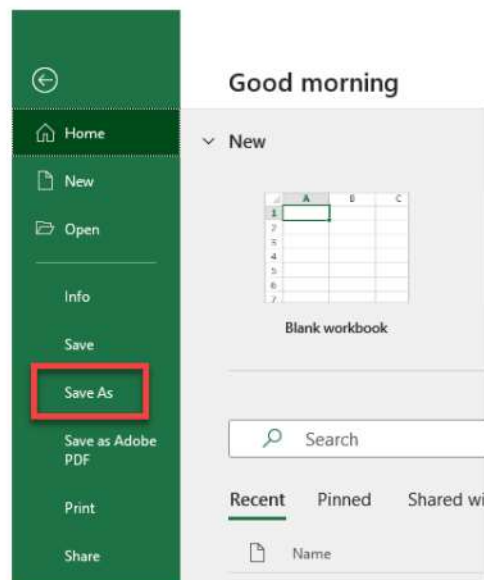 Good morning
Home
New
New
Open
A B C
1
2
3
4
5
6
7
Blank workbook
Info
Save
Save As
Save as Adobe
PDF
Search
Print
Recent Pinned Shared wi
Share
Name